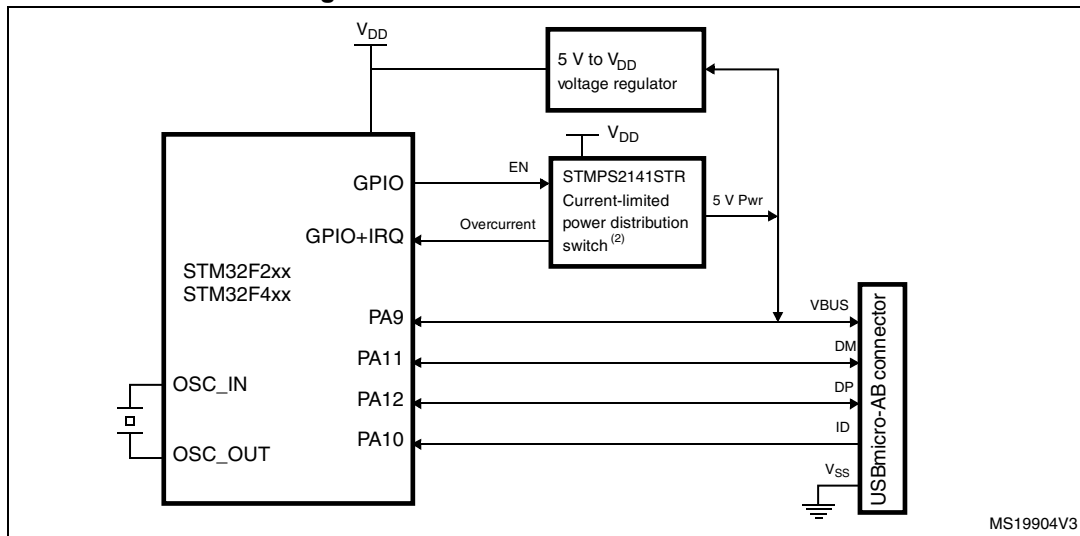 VDD
5 V to VDD
voltage regulator
VDD
GPIO
EN
STMPS2141STR
Current-limited
power distribution
switch (2)
5 V Pwr
GPIO+IRQ
Overcurrent
STM32F2xx
STM32F4xx
PA9
VBUS
PA11
DM
OSC_IN
PA12
DP
PA10
ID
OSC_OUT
VSS
USBmicro-AB connector
MS19904V3